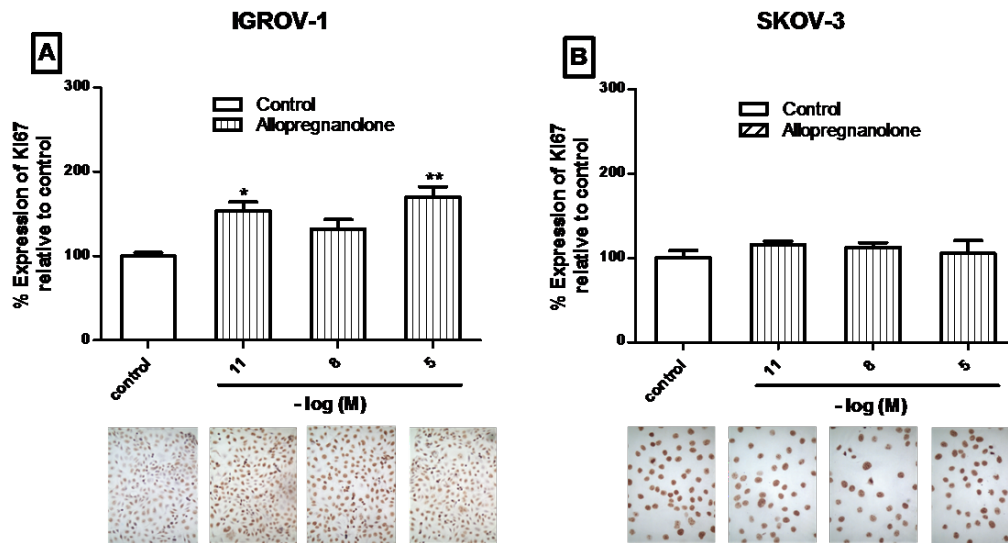 IGROV-1
A
300
200
100
0
% Expression of KI67
relative to control
Control
Allopregnanolone
*
**
control
11
8
5
- log (M)
SKOV-3
B
300
200
100
0
% Expression of KI67
relative to control
Control
Allopregnanolone
control
11
8
5
- log (M)